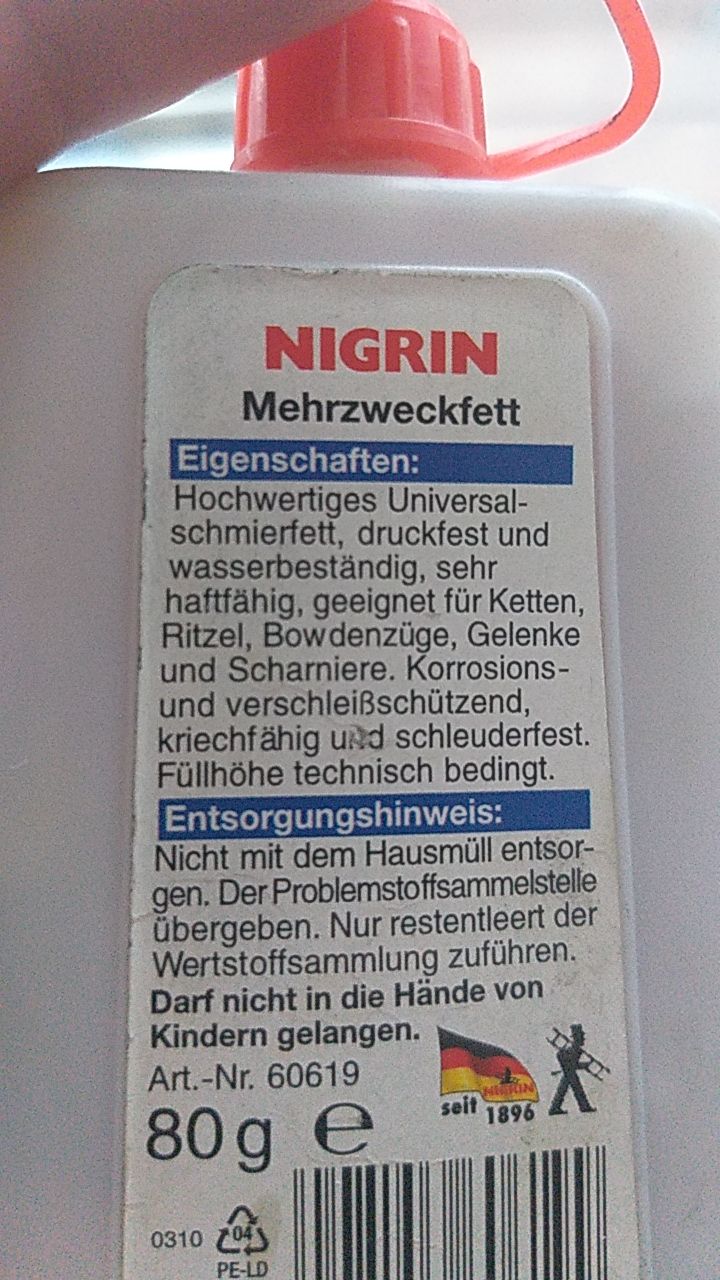 NIGRIN
Mehrzweckfett
Eigenschaften:
Hochwertiges Universal-
schmierfett, druckfest und
wasserbeständig, sehr
haftfähig, geeignet für Ketten,
Ritzel, Bowdenzüge, Gelenke
und Scharniere. Korrosions-
und verschleißschützend,
kriechfähig und schleuderfest.
Füllhöhe technisch bedingt.
Entsorgungshinweis:
Nicht mit dem Hausmüll entsor-
gen. Der Problemstoffsammelstelle
übergeben. Nur restentleert der
Wertstoffsammlung zuführen.
Darf nicht in die Hände von
Kindern gelangen.
Art.-Nr. 60619
NIGRIN
seit 1896
80g e
0310 04
PE-LD